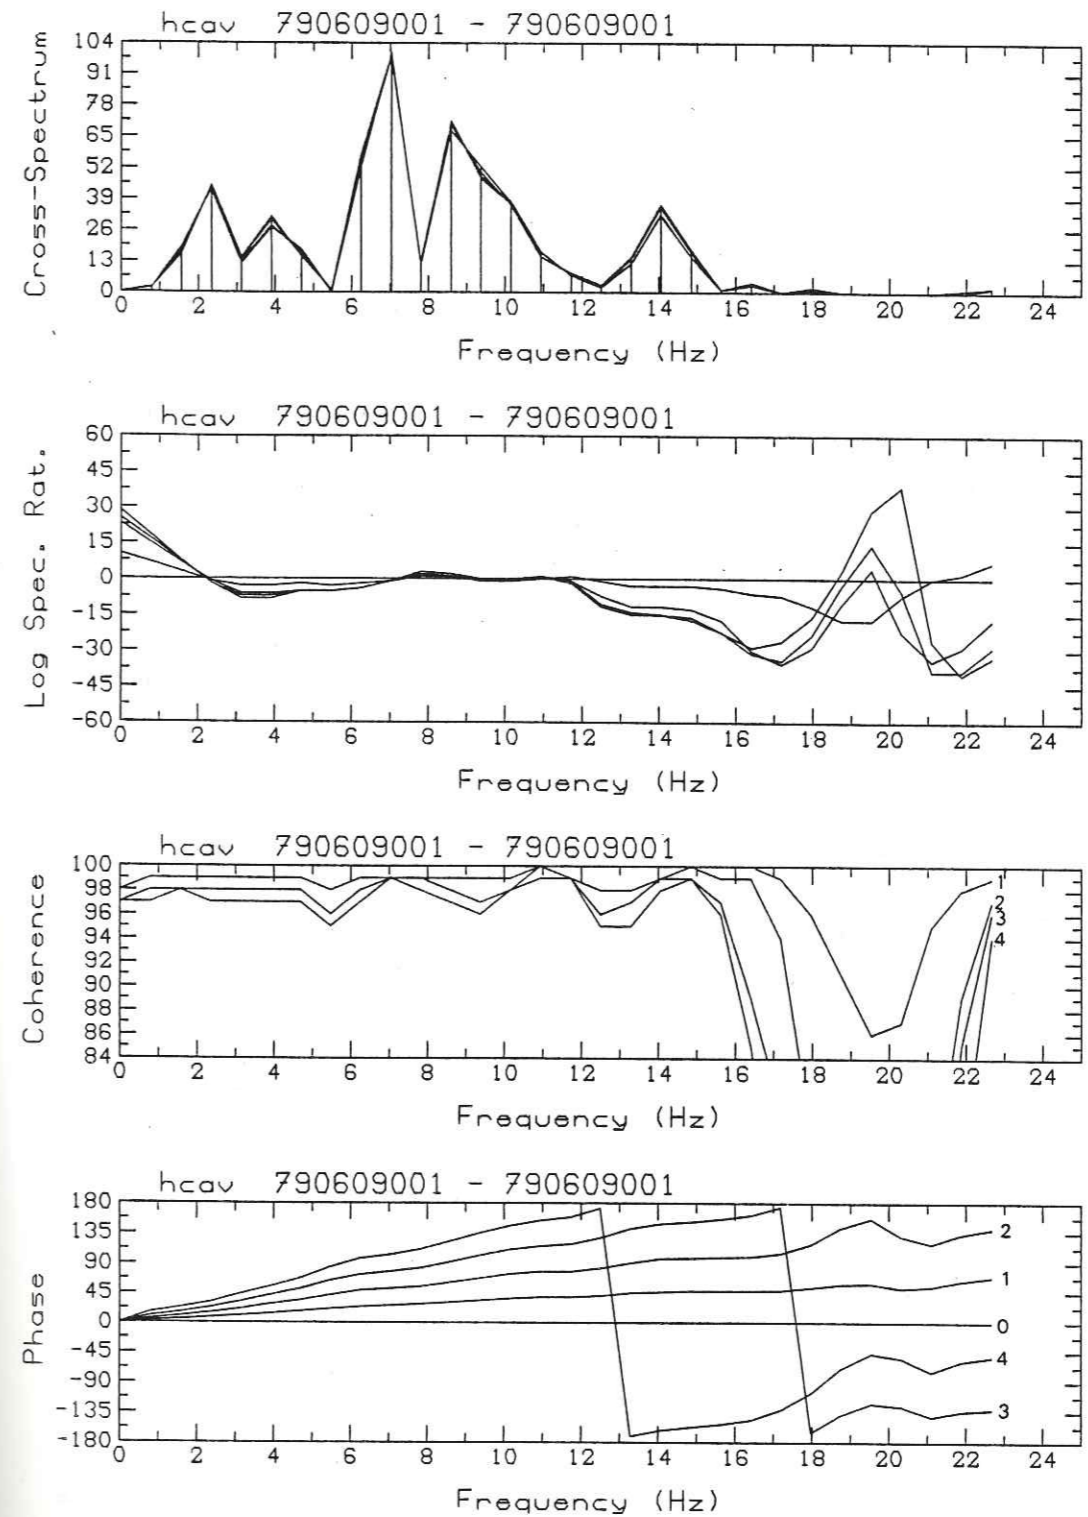 hcav 790609001 - 790609001
Cross-Spectrum
104
91
78
65
52
39
26
13
0
0 2 4 6 8 10 12 14 16 18 20 22 24
Frequency (Hz)
hcav 790609001 - 790609001
Log Spec. Rat.
60
45
30
15
0
-15
-30
-45
-60
0 2 4 6 8 10 12 14 16 18 20 22 24
Frequency (Hz)
hcav 790609001 - 790609001
Coherence
100
98
96
94
92
90
88
86
84
1
2
3
4
0 2 4 6 8 10 12 14 16 18 20 22 24
Frequency (Hz)
hcav 790609001 - 790609001
Phase
180
135
90
45
0
-45
-90
-135
-180
2
1
0
4
3
0 2 4 6 8 10 12 14 16 18 20 22 24
Frequency (Hz)